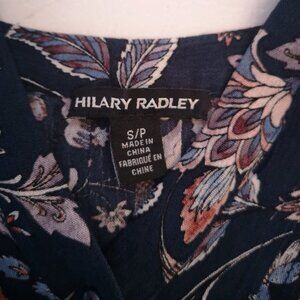 HILARY RADLEY
S/P
MADE IN
CHINA
FABRIQUÉ EN
CHINE